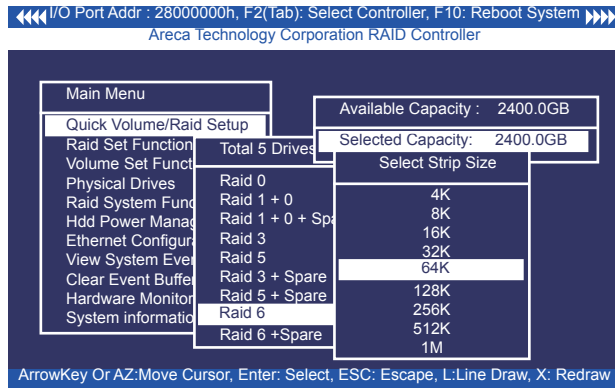 I/O Port Addr : 28000000h, F2(Tab): Select Controller, F10: Reboot System
Areca Technology Corporation RAID Controller
Main Menu
Quick Volume/Raid Setup
Raid Set Function
Volume Set Funct
Physical Drives
Raid System Func
Hdd Power Manag
Ethernet Configura
View System Even
Clear Event Buffer
Hardware Monitor
System informatio
Total 5 Drives
Raid 0
Raid 1 + 0
Raid 1 + 0 + Spa
Raid 3
Raid 5
Raid 3 + Spare
Raid 5 + Spare
Raid 6
Raid 6 +Spare
Available Capacity : 2400.0GB
Selected Capacity: 2400.0GB
Select Strip Size
4K
8K
16K
32K
64K
128K
256K
512K
1M
ArrowKey Or AZ:Move Cursor, Enter: Select, ESC: Escape, L:Line Draw, X: Redraw